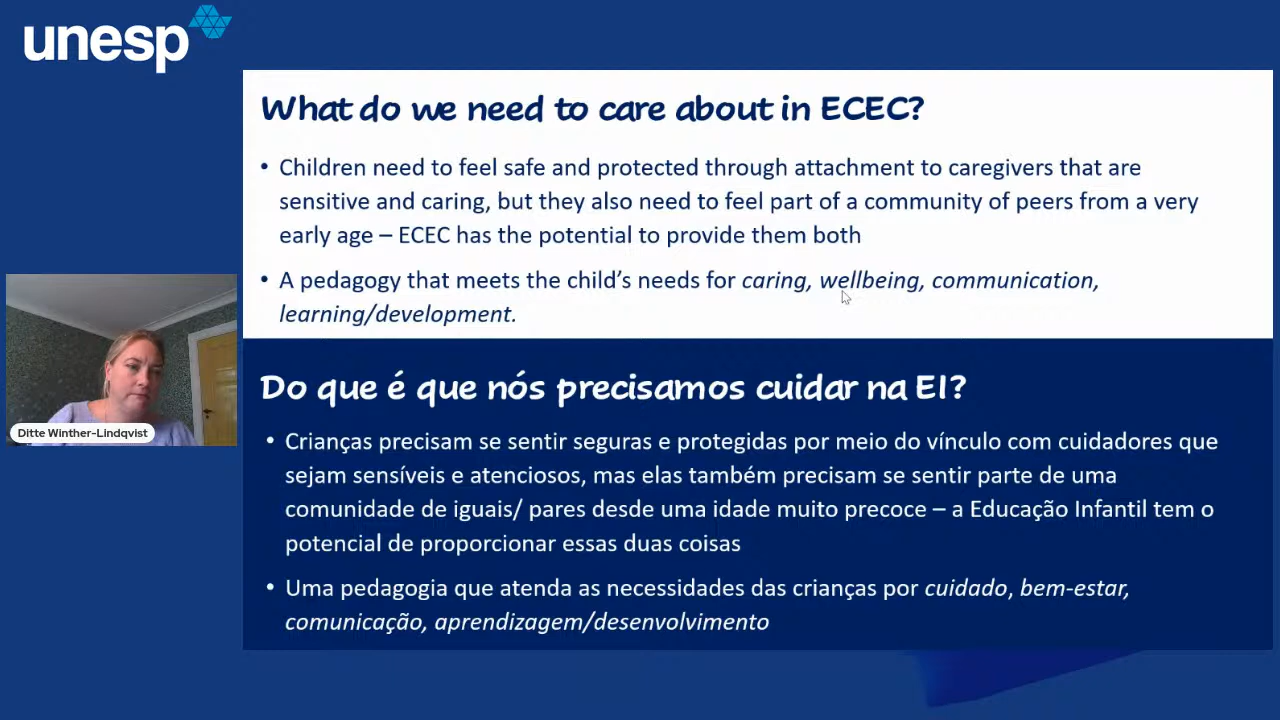 unesp
What do we need to care about in ECEC?
• Children need to feel safe and protected through attachment to caregivers that are
sensitive and caring, but they also need to feel part of a community of peers from a very
early age – ECEC has the potential to provide them both
• A pedagogy that meets the child’s needs for caring, wellbeing, communication,
learning/development.
Ditte Winther-Lindqvist
Do que é que nós precisamos cuidar na EI?
• Crianças precisam se sentir seguras e protegidas por meio do vínculo com cuidadores que
sejam sensíveis e atenciosos, mas elas também precisam se sentir parte de uma
comunidade de iguais/ pares desde uma idade muito precoce – a Educação Infantil tem o
potencial de proporcionar essas duas coisas
• Uma pedagogia que atenda as necessidades das crianças por cuidado, bem-estar,
comunicação, aprendizagem/desenvolvimento